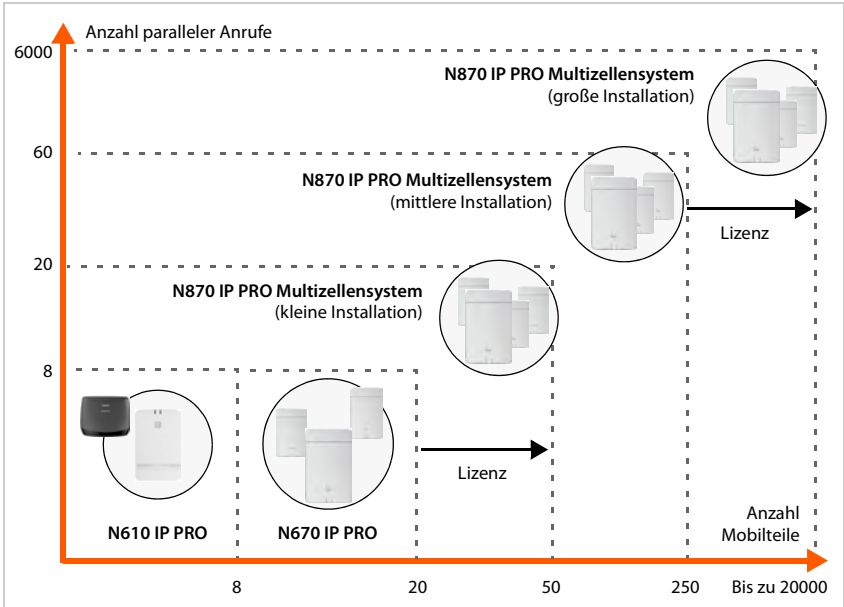 Anzahl paralleler Anrufe
6000
N870 IP PRO Multizellensystem
(große Installation)
60
N870 IP PRO Multizellensystem
(mittlere Installation)
Lizenz
20
N870 IP PRO Multizellensystem
(kleine Installation)
8
Lizenz
N610 IP PRO
N670 IP PRO
Anzahl
Mobilteile
8
20
50
250
Bis zu 20000